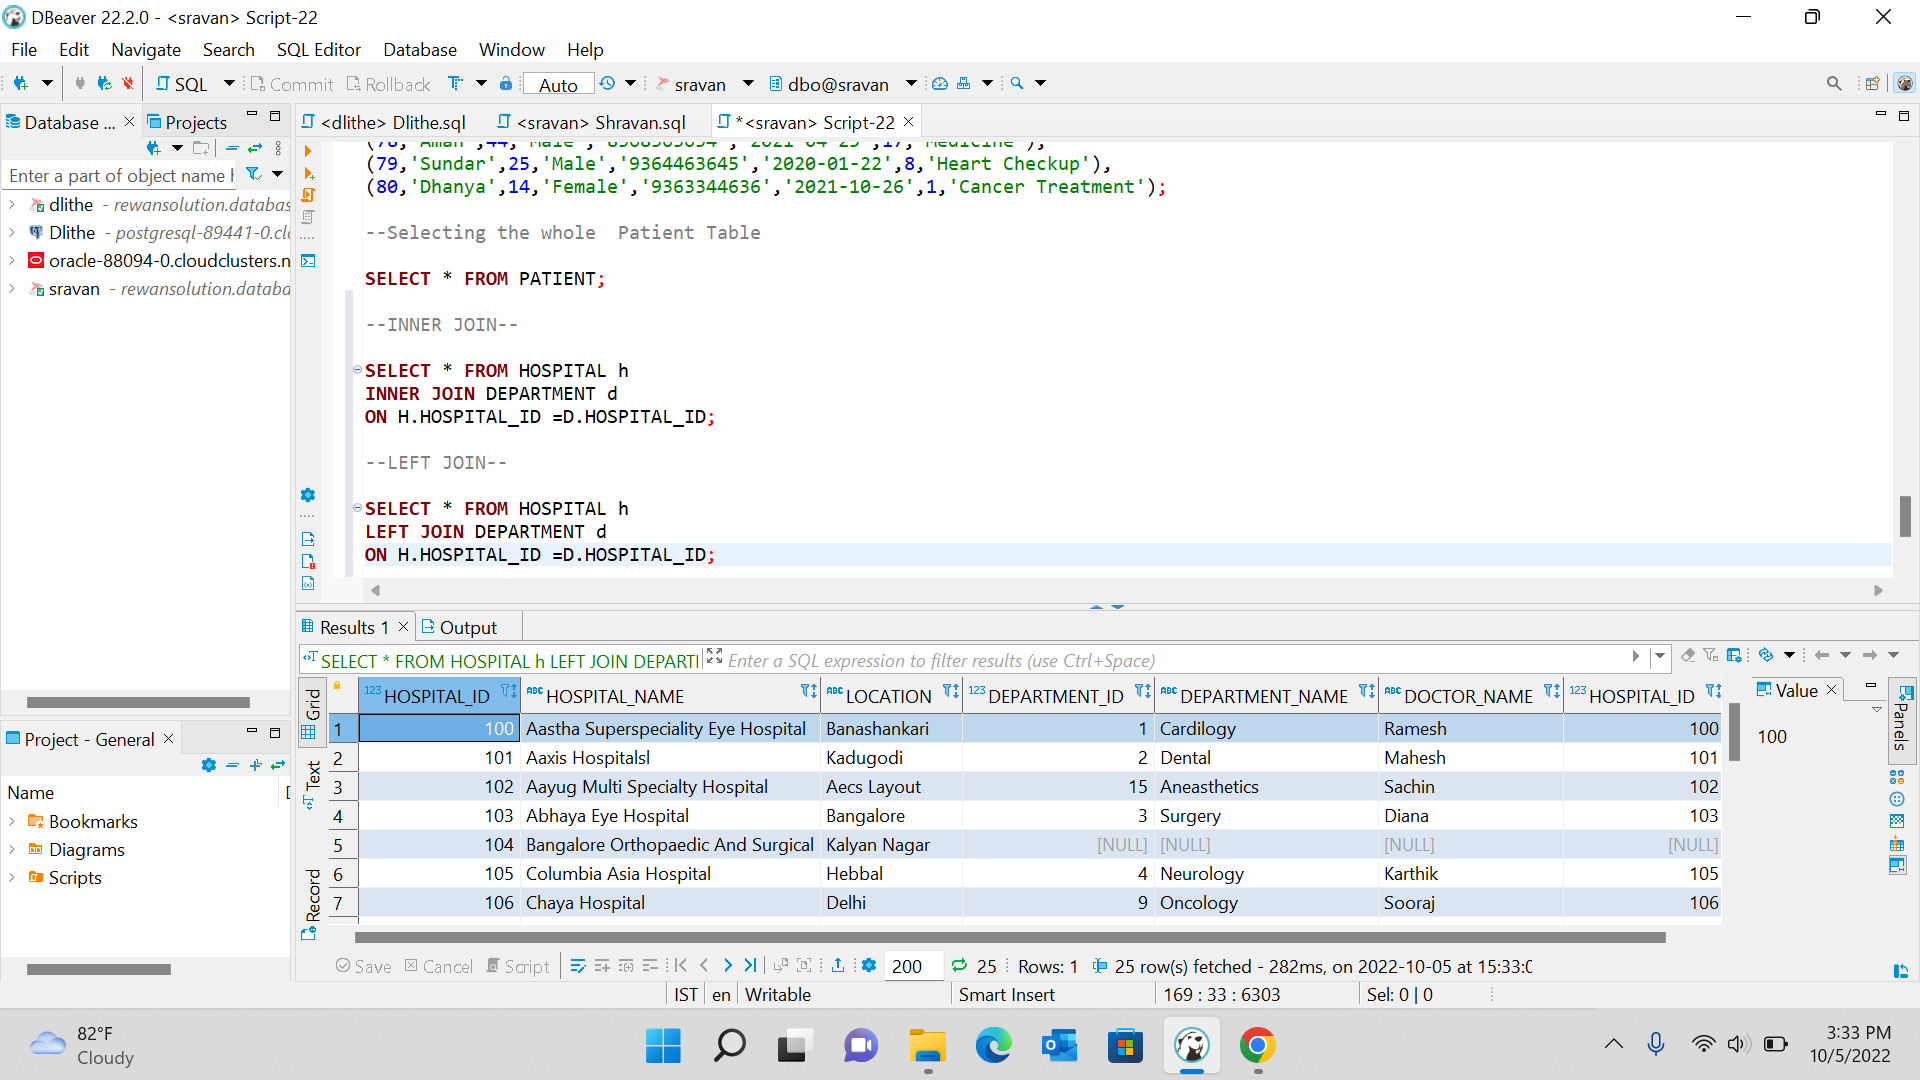 DBeaver 22.2.0 - <sravan> Script-22
File Edit Navigate Search SQL Editor Database Window Help
SQL Commit Rollback Auto sravan dbo@sravan
Database ... Projects <dlithe> Dlithe.sql <sravan> Shravan.sql *<sravan> Script-22
Enter a part of object name h
dlithe - rewansolution.databas
Dlithe - postgresql-89441-0.cl
oracle-88094-0.cloudclusters.n
sravan - rewansolution.databa
(79,'Sundar',25,'Male','9364463645','2020-01-22',8,'Heart Checkup'),
(80,'Dhanya',14,'Female','9363344636','2021-10-26',1,'Cancer Treatment');
--Selecting the whole  Patient Table
SELECT * FROM PATIENT;
--INNER JOIN--
SELECT * FROM HOSPITAL h
INNER JOIN DEPARTMENT d
ON H.HOSPITAL_ID =D.HOSPITAL_ID;
--LEFT JOIN--
SELECT * FROM HOSPITAL h
LEFT JOIN DEPARTMENT d
ON H.HOSPITAL_ID =D.HOSPITAL_ID;
Project - General
Name
Bookmarks
Diagrams
Scripts
Results 1 Output
SELECT * FROM HOSPITAL h LEFT JOIN DEPARTI Enter a SQL expression to filter results (use Ctrl+Space)
Grid
Text
Record
123 HOSPITAL_ID ABC HOSPITAL_NAME ABC LOCATION 123 DEPARTMENT_ID ABC DEPARTMENT_NAME ABC DOCTOR_NAME 123 HOSPITAL_ID
1 100 Aastha Superspeciality Eye Hospital Banashankari 1 Cardilogy Ramesh 100
2 101 Aaxis Hospitalsl Kadugodi 2 Dental Mahesh 101
3 102 Aayug Multi Specialty Hospital Aecs Layout 15 Aneasthetics Sachin 102
4 103 Abhaya Eye Hospital Bangalore 3 Surgery Diana 103
5 104 Bangalore Orthopaedic And Surgical Kalyan Nagar [NULL] [NULL] [NULL] [NULL]
6 105 Columbia Asia Hospital Hebbal 4 Neurology Karthik 105
7 106 Chaya Hospital Delhi 9 Oncology Sooraj 106
Value
100
Panels
Save Cancel Script 200 25 Rows: 1 25 row(s) fetched - 282ms, on 2022-10-05 at 15:33:0
IST en Writable Smart Insert 169 : 33 : 6303 Sel: 0 | 0
82°F
Cloudy
3:33 PM
10/5/2022